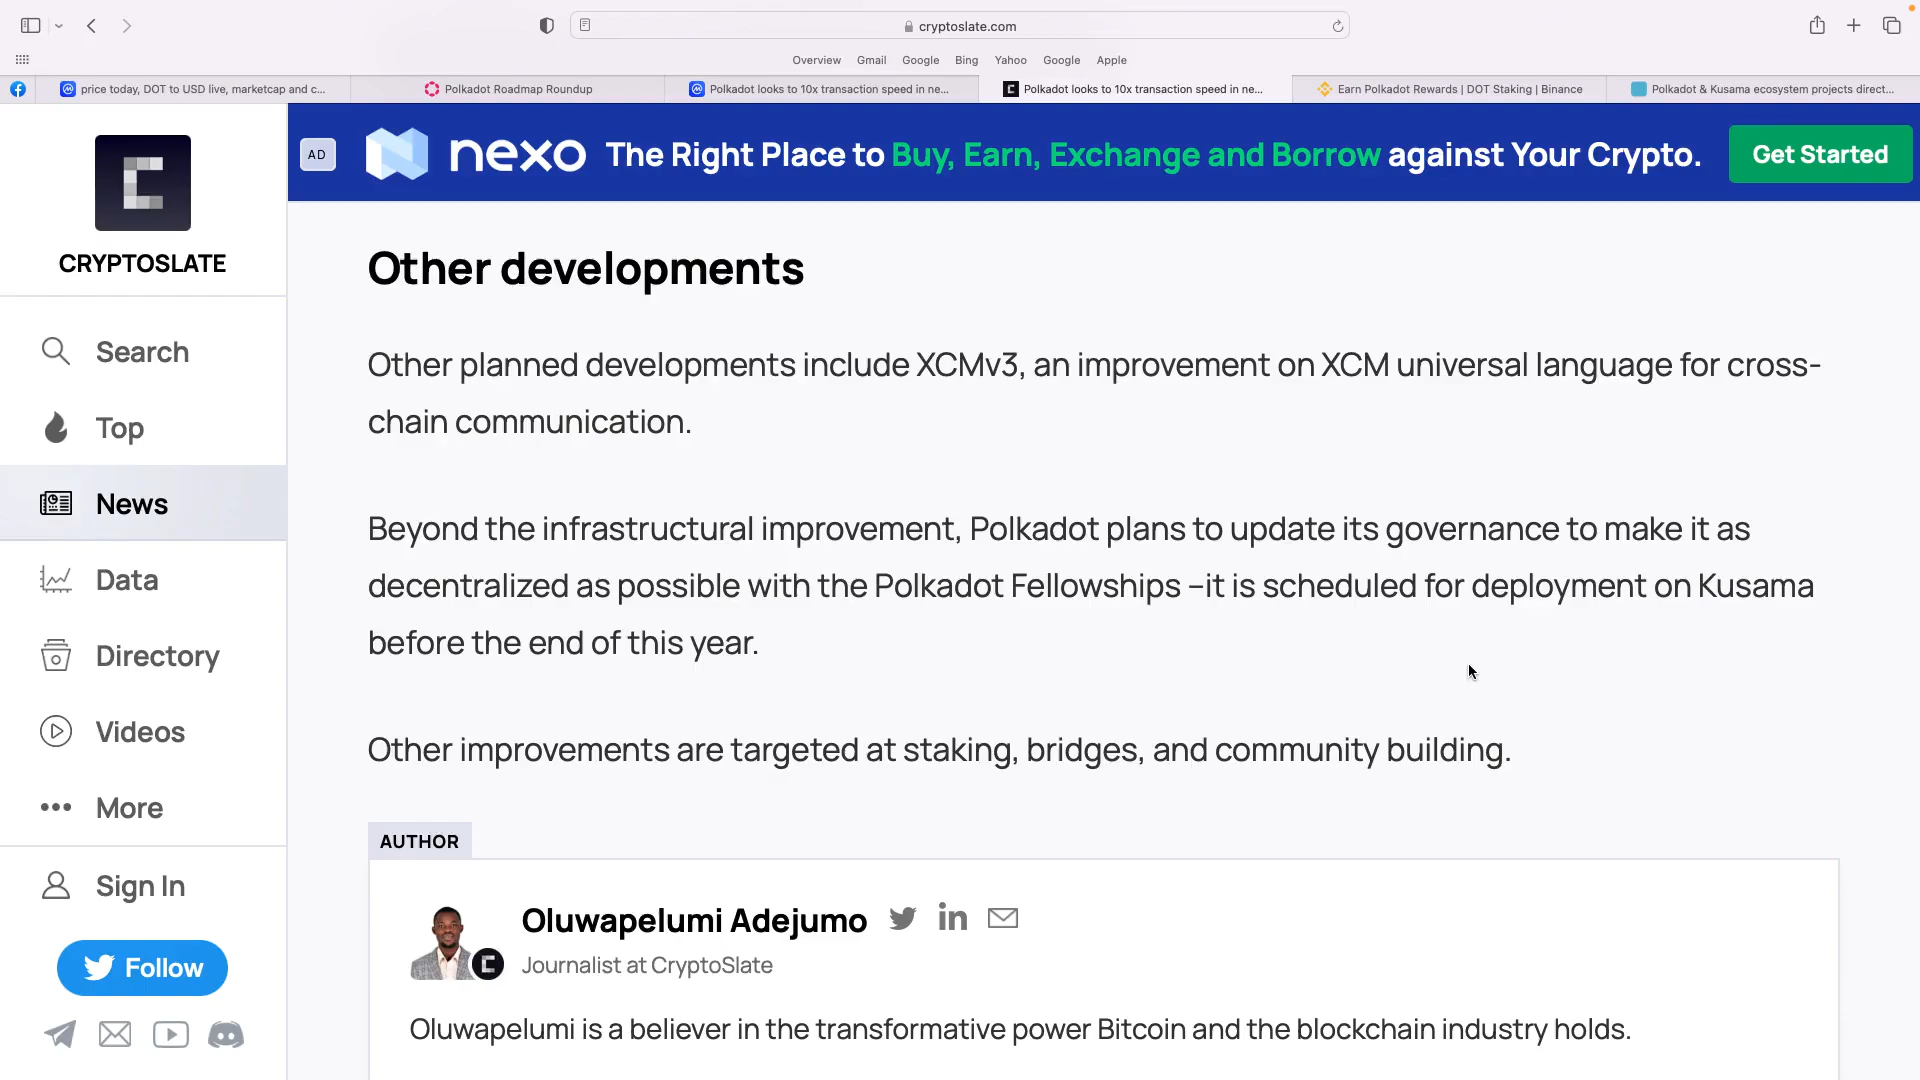 cryptoslate.com
Overview Gmail Google Bing Yahoo Google Apple
price today, DOT to USD live, marketcap and c...
Polkadot Roadmap Roundup
Polkadot looks to 10x transaction speed in ne...
Polkadot looks to 10x transaction speed in ne...
Earn Polkadot Rewards | DOT Staking | Binance
Polkadot & Kusama ecosystem projects direct...
CRYPTOSLATE
Search
Top
News
Data
Directory
Videos
More
Sign In
Follow
AD
nexo
The Right Place to Buy, Earn, Exchange and Borrow against Your Crypto.
Get Started
Other developments
Other planned developments include XCMv3, an improvement on XCM universal language for cross-
chain communication.
Beyond the infrastructural improvement, Polkadot plans to update its governance to make it as
decentralized as possible with the Polkadot Fellowships –it is scheduled for deployment on Kusama
before the end of this year.
Other improvements are targeted at staking, bridges, and community building.
AUTHOR
Oluwapelumi Adejumo
Journalist at CryptoSlate
Oluwapelumi is a believer in the transformative power Bitcoin and the blockchain industry holds.